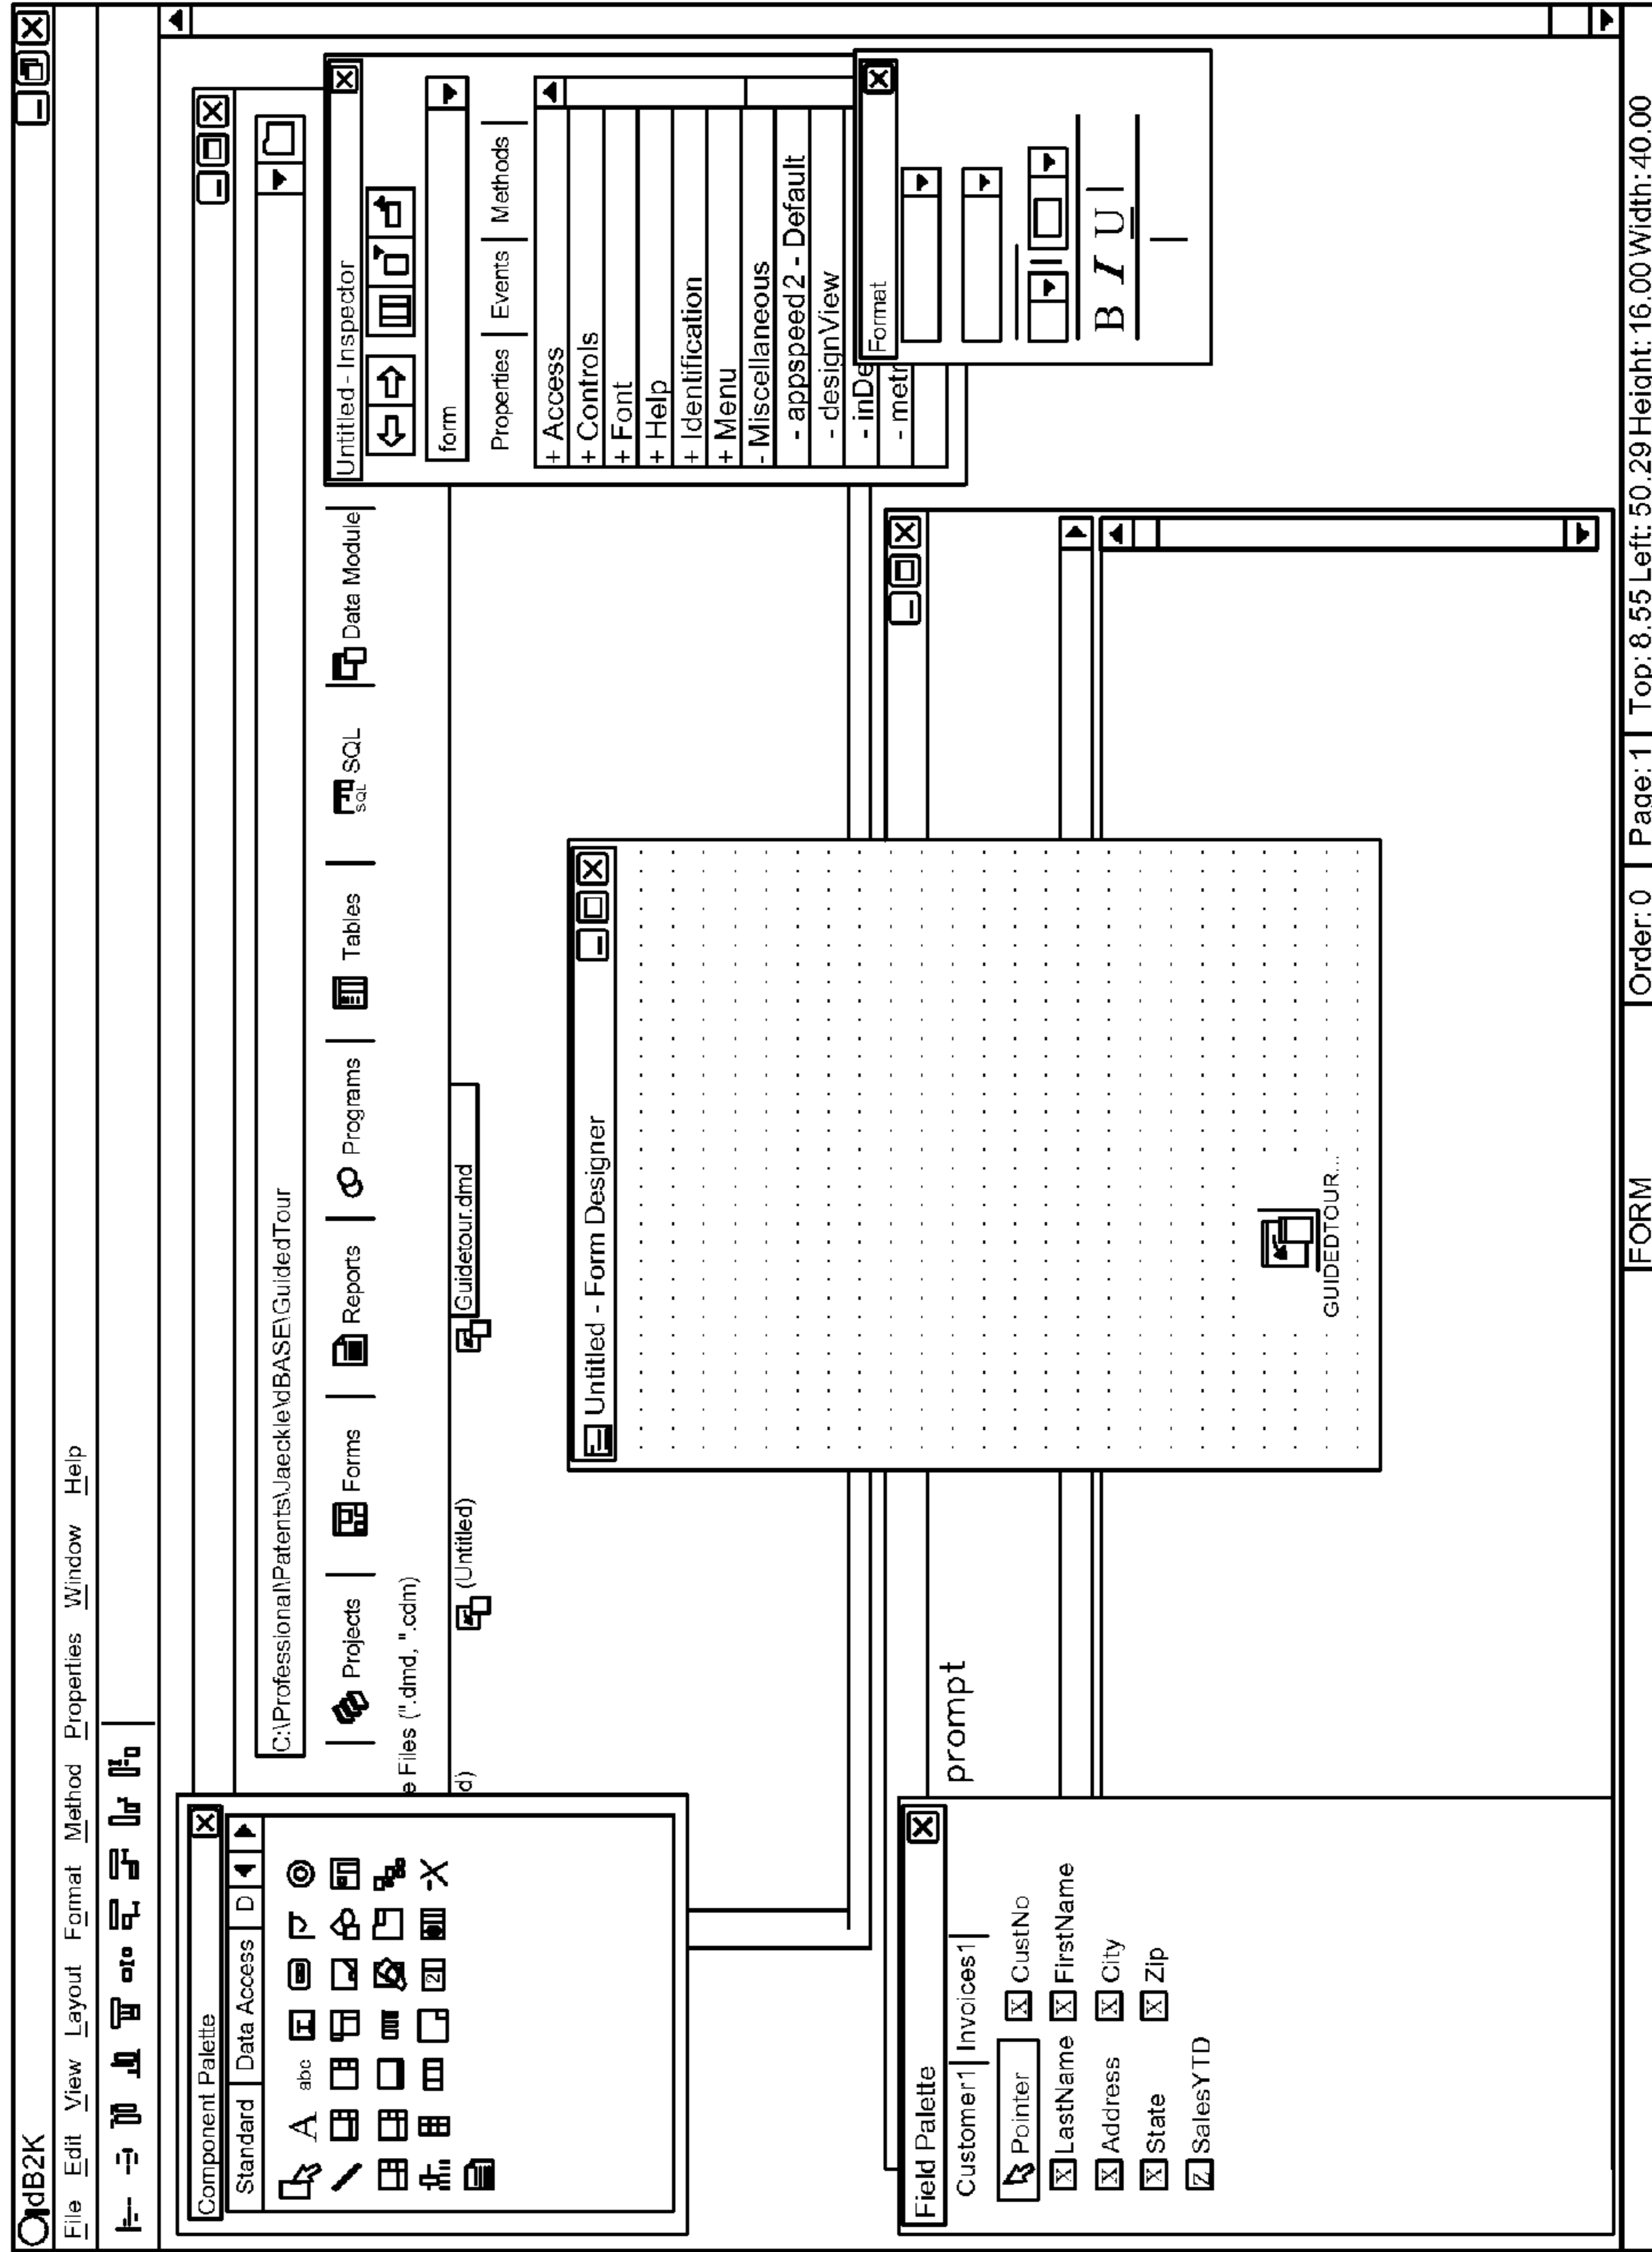 dB2K
File Edit View Layout Format Method Properties Window Help
Component Palette
Standard Data Access D
A abc
2
C:\Professional\Patents\Jaeckle\dBASE\GuidedTour
Projects Forms Reports Programs Tables SQL Data Module
SQL
e Files (".dmd, ".cdm)
d) (Untitled) Guidetour.dmd
Untitled - Inspector
form
Properties Events Methods
+ Access
+ Controls
+ Font
+ Help
+ Identification
+ Menu
- Miscellaneous
- appspeed2 - Default
- designView
- inDe
- metr
Format
B I U
Untitled - Form Designer
GUIDEDTOUR...
prompt
Field Palette
Customer1 Invoices1
Pointer X CustNo
X LastName X FirstName
X Address X City
X State X Zip
Z SalesYTD
FORM Order: 0 Page: 1 Top: 8.55 Left: 50.29 Height: 16.00 Width: 40.00